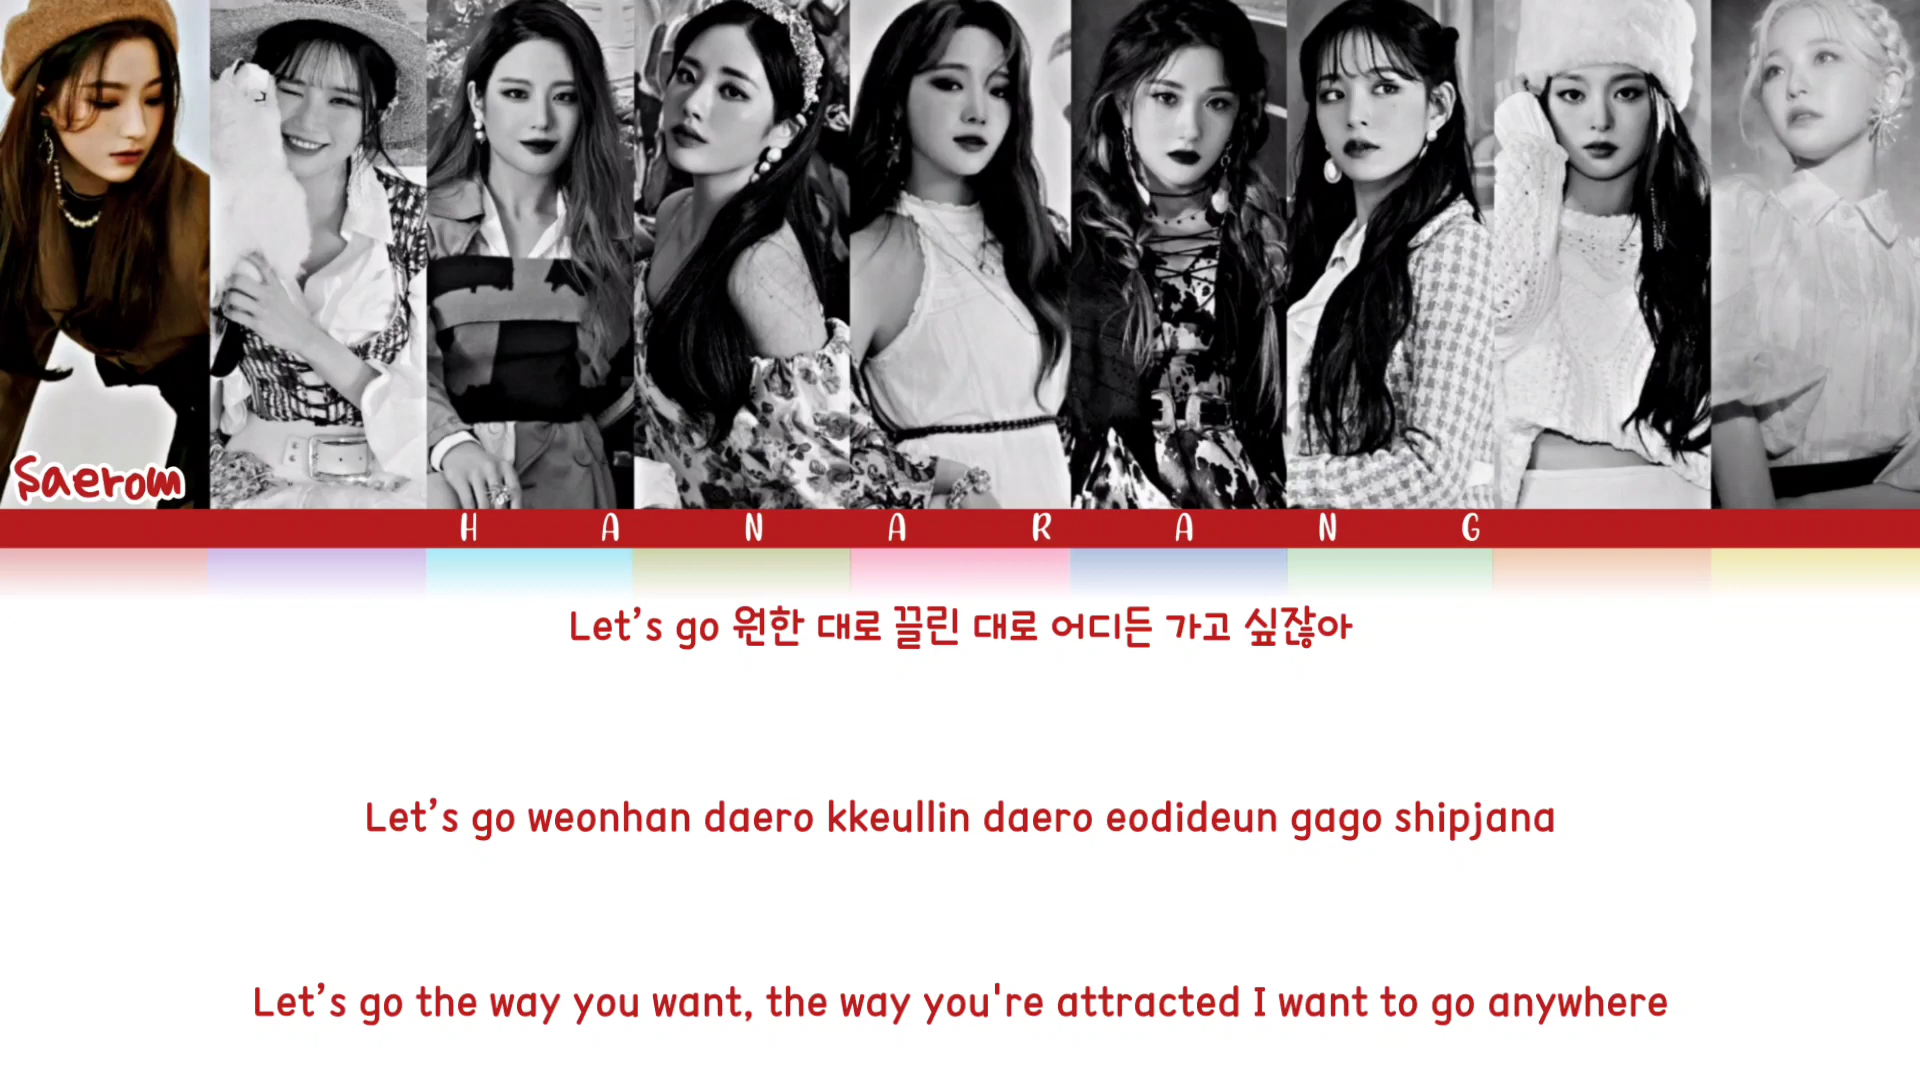 Saerom
HANARANG
Let's go 원한 대로 끌린 대로 어디든 가고 싶잖아
Let's go weonhan daero kkeullin daero eodideun gago shipjana
Let's go the way you want, the way you're attracted I want to go anywhere